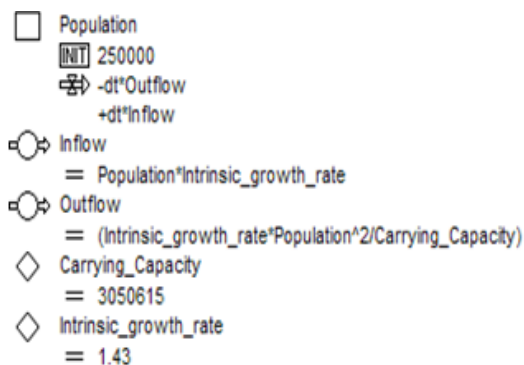 Population
INIT 250000
-dt*Outflow
+dt*Inflow
Inflow
= Population*Intrinsic_growth_rate
Outflow
= (Intrinsic_growth_rate*Population^2/Carrying_Capacity)
Carrying_Capacity
= 3050615
Intrinsic_growth_rate
= 1.43